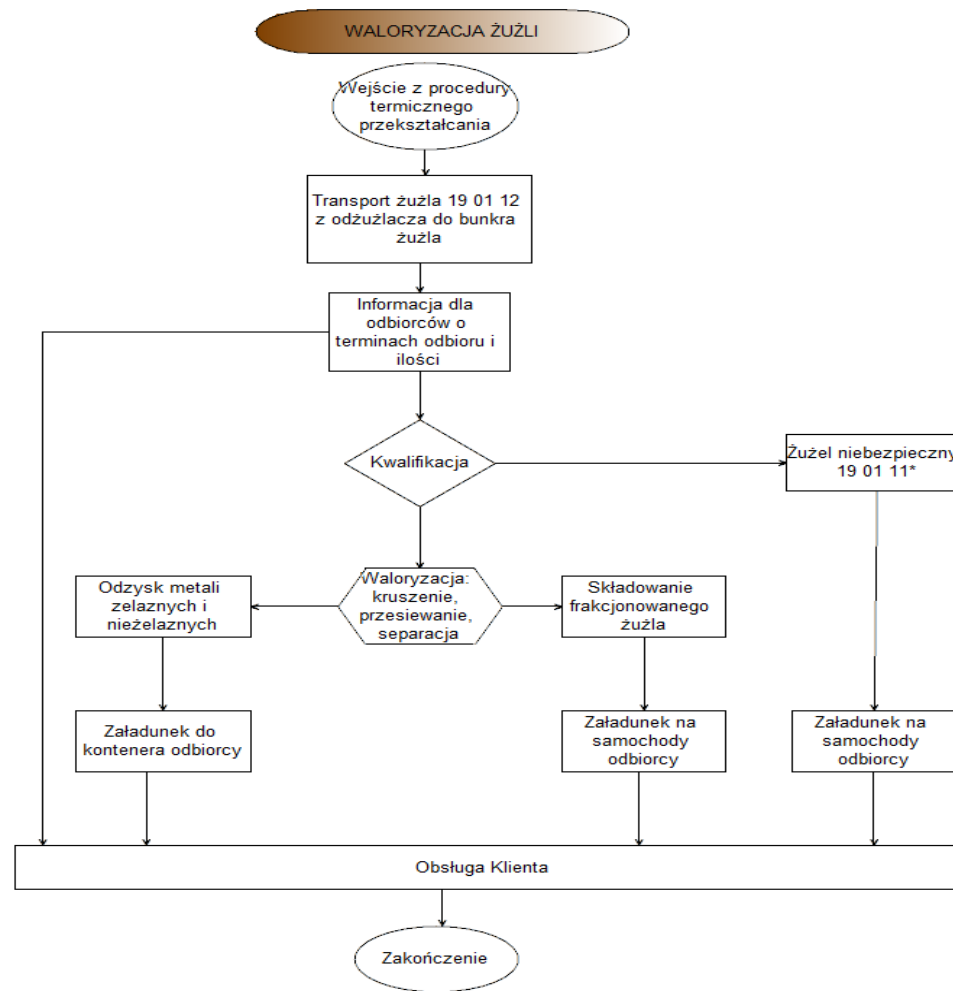 WALORYZACJA ŻUŻLI
Wejście z procedury
termicznego
przekształcania
Transport żużla 19 01 12
z odżużlacza do bunkra
żużla
Informacja dla
odbiorców o
terminach odbioru i
ilości
Kwalifikacja
Żużel niebezpieczny
19 01 11*
Waloryzacja:
kruszenie,
przesiewanie,
separacja
Odzysk metali
zelaznych i
nieżelaznych
Składowanie
frakcjonowanego
żużla
Załadunek do
kontenera odbiorcy
Załadunek na
samochody
odbiorcy
Załadunek na
samochody
odbiorcy
Obsługa Klienta
Zakończenie